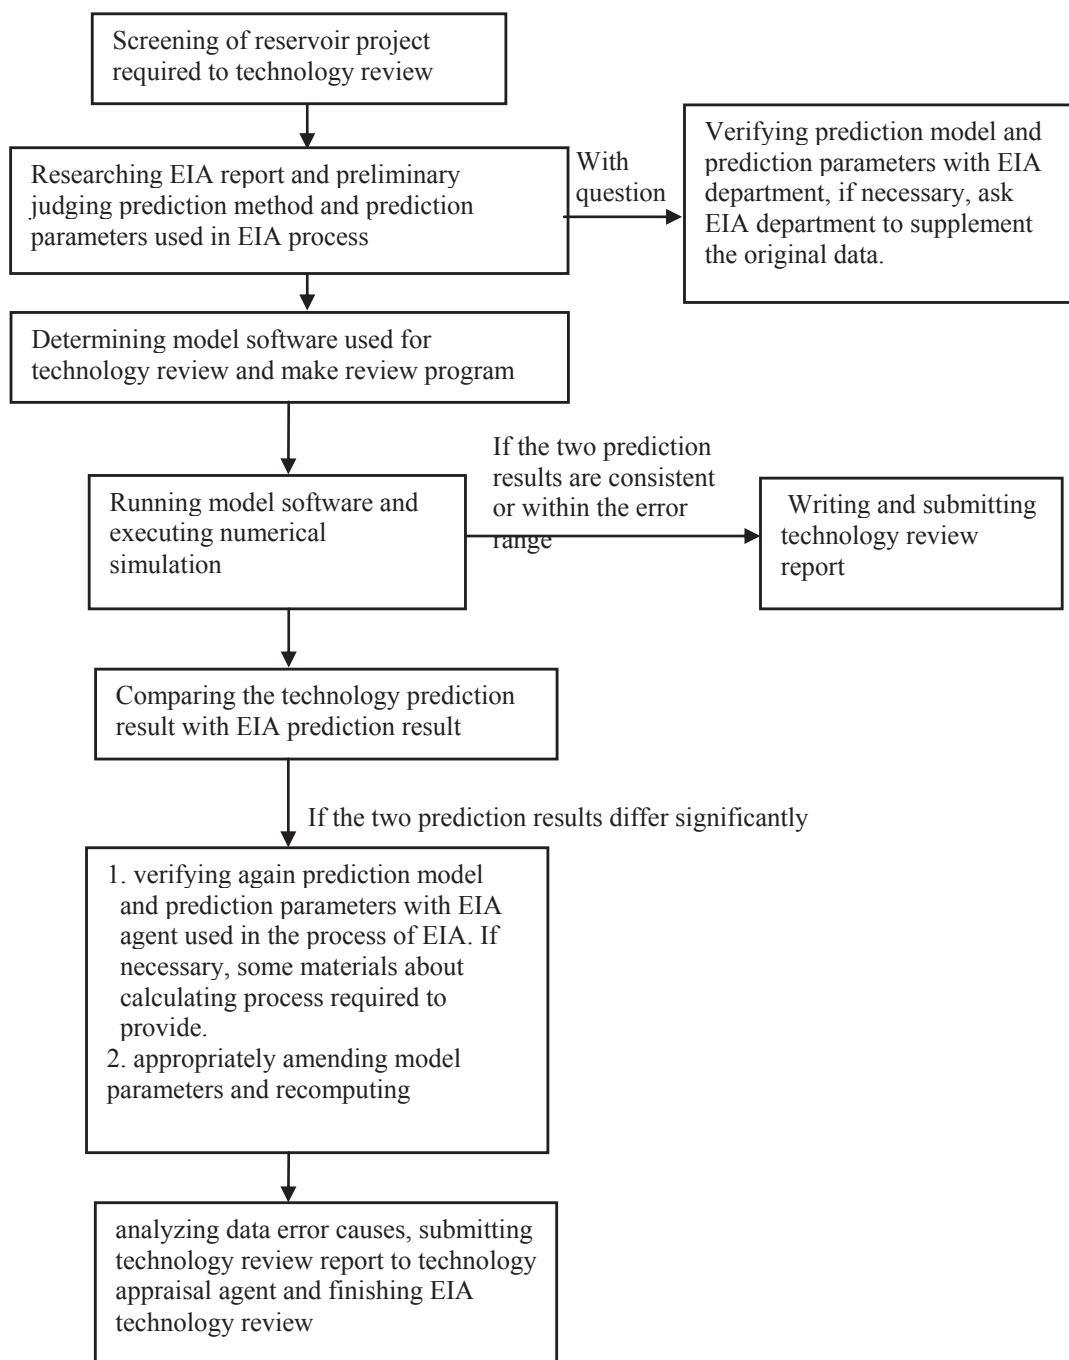 Screening of reservoir project
required to technology review
Researching EIA report and preliminary
judging prediction method and prediction
parameters used in EIA process
With
question
Verifying prediction model and
prediction parameters with EIA
department, if necessary, ask
EIA department to supplement
the original data.
Determining model software used for
technology review and make review program
Running model software and
executing numerical
simulation
If the two prediction
results are consistent
or within the error
range
Writing and submitting
technology review
report
Comparing the technology prediction
result with EIA prediction result
If the two prediction results differ significantly
1. verifying again prediction model
and prediction parameters with EIA
agent used in the process of EIA. If
necessary, some materials about
calculating process required to
provide.
2. appropriately amending model
parameters and recomputing
analyzing data error causes, submitting
technology review report to technology
appraisal agent and finishing EIA
technology review